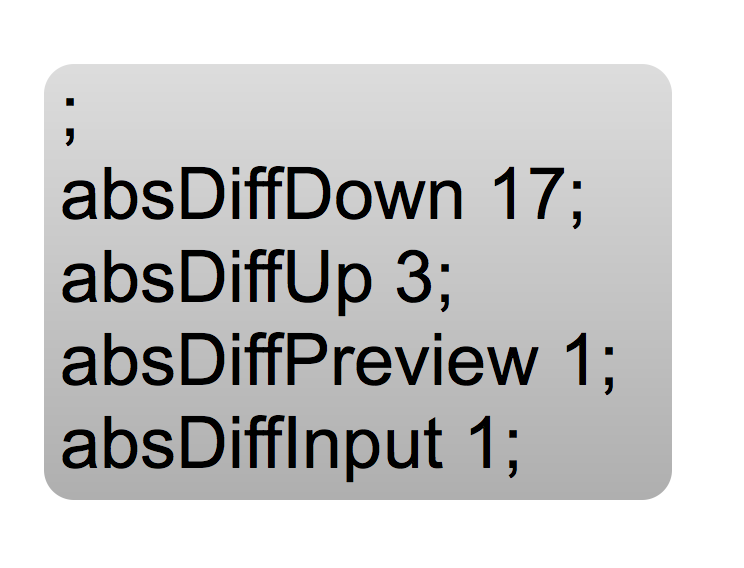 ;
absDiffDown 17;
absDiffUp 3;
absDiffPreview 1;
absDiffInput 1;